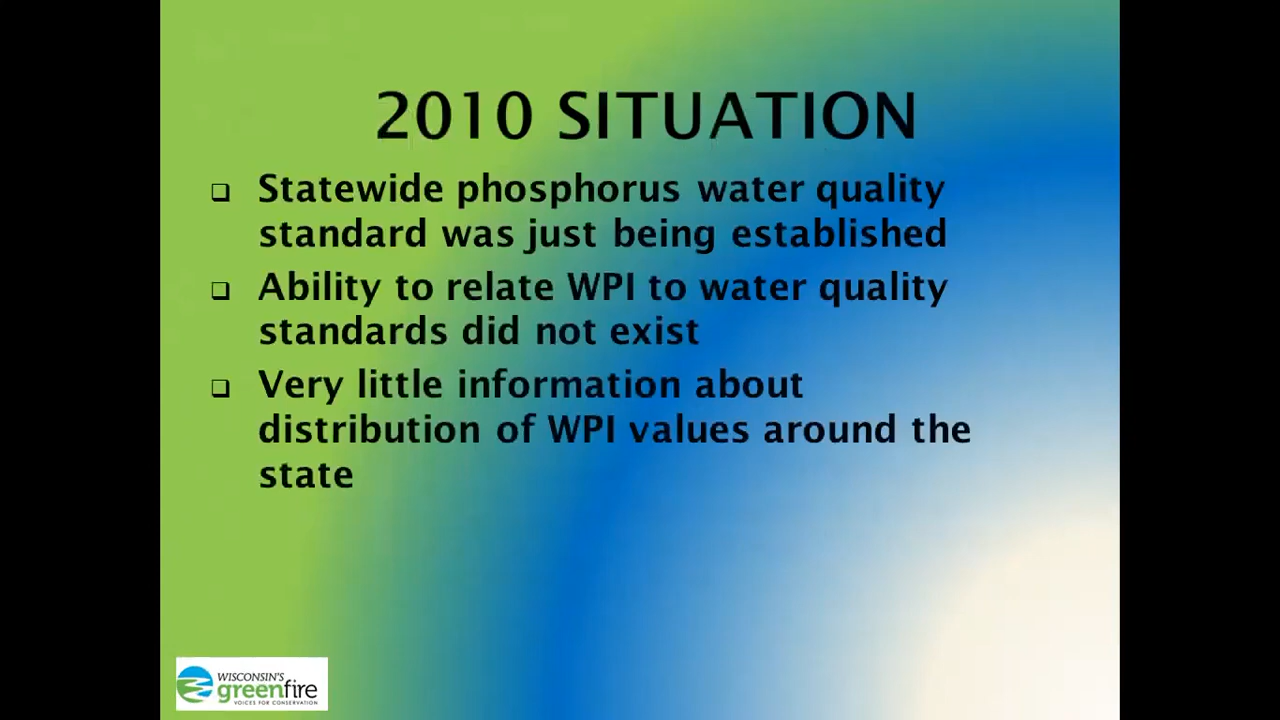 2010 SITUATION
❑ Statewide phosphorus water quality
standard was just being established
❑ Ability to relate WPI to water quality
standards did not exist
❑ Very little information about
distribution of WPI values around the
state
WISCONSIN'S
greenfire
VOICES FOR CONSERVATION